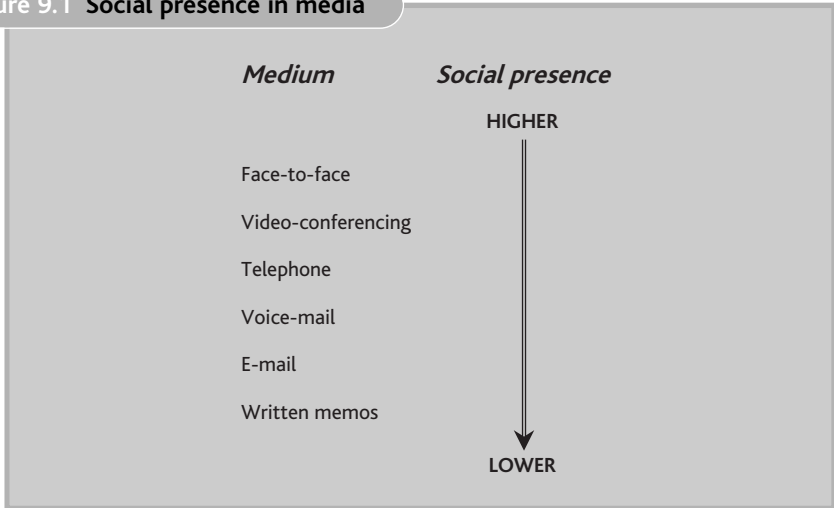 ure 9.1 Social presence in media
Medium Social presence
HIGHER
Face-to-face
Video-conferencing
Telephone
Voice-mail
E-mail
Written memos
LOWER